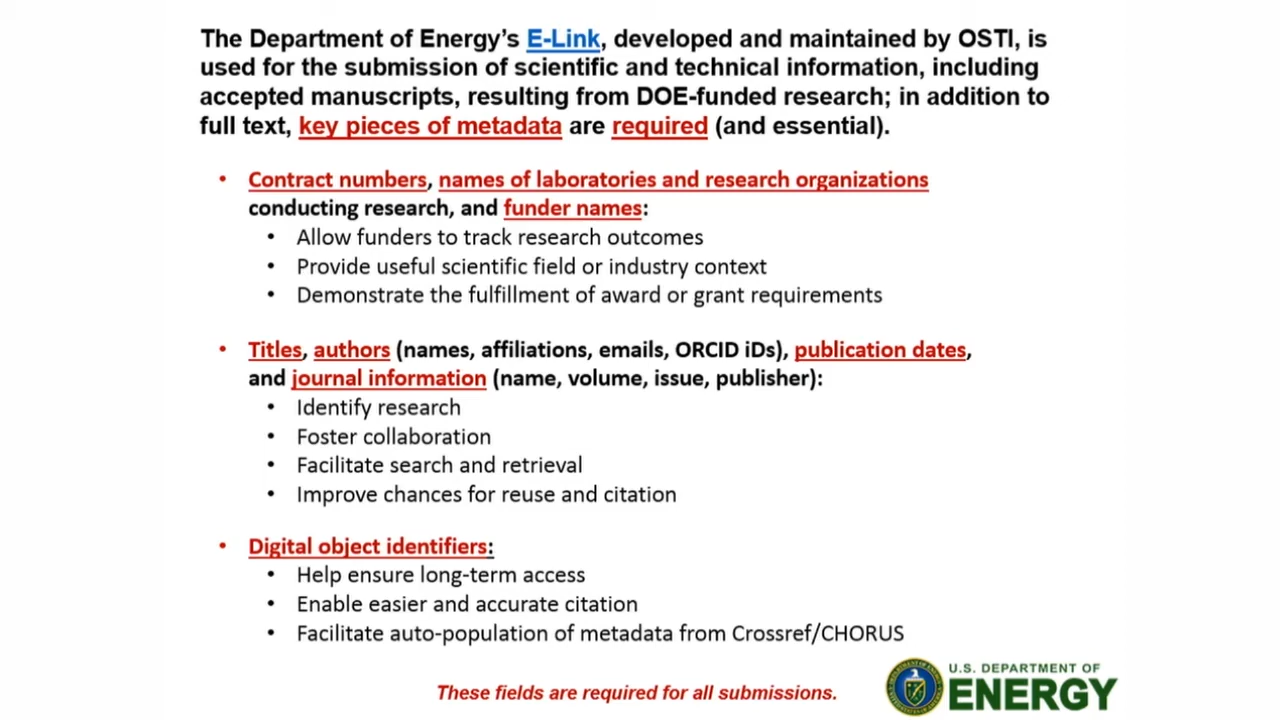 The Department of Energy's E-Link, developed and maintained by OSTI, is
used for the submission of scientific and technical information, including
accepted manuscripts, resulting from DOE-funded research; in addition to
full text, key pieces of metadata are required (and essential).
• Contract numbers, names of laboratories and research organizations
conducting research, and funder names:
• Allow funders to track research outcomes
• Provide useful scientific field or industry context
• Demonstrate the fulfillment of award or grant requirements
• Titles, authors (names, affiliations, emails, ORCID iDs), publication dates,
and journal information (name, volume, issue, publisher):
• Identify research
• Foster collaboration
• Facilitate search and retrieval
• Improve chances for reuse and citation
• Digital object identifiers:
• Help ensure long-term access
• Enable easier and accurate citation
• Facilitate auto-population of metadata from Crossref/CHORUS
These fields are required for all submissions.
U.S. DEPARTMENT OF
ENERGY